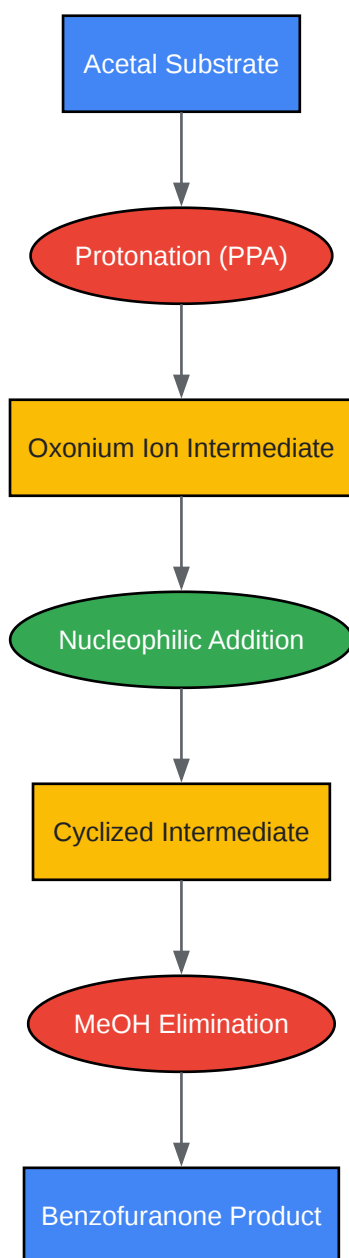 Acetal Substrate
Protonation (PPA)
Oxonium Ion Intermediate
Nucleophilic Addition
Cyclized Intermediate
MeOH Elimination
Benzofuranone Product